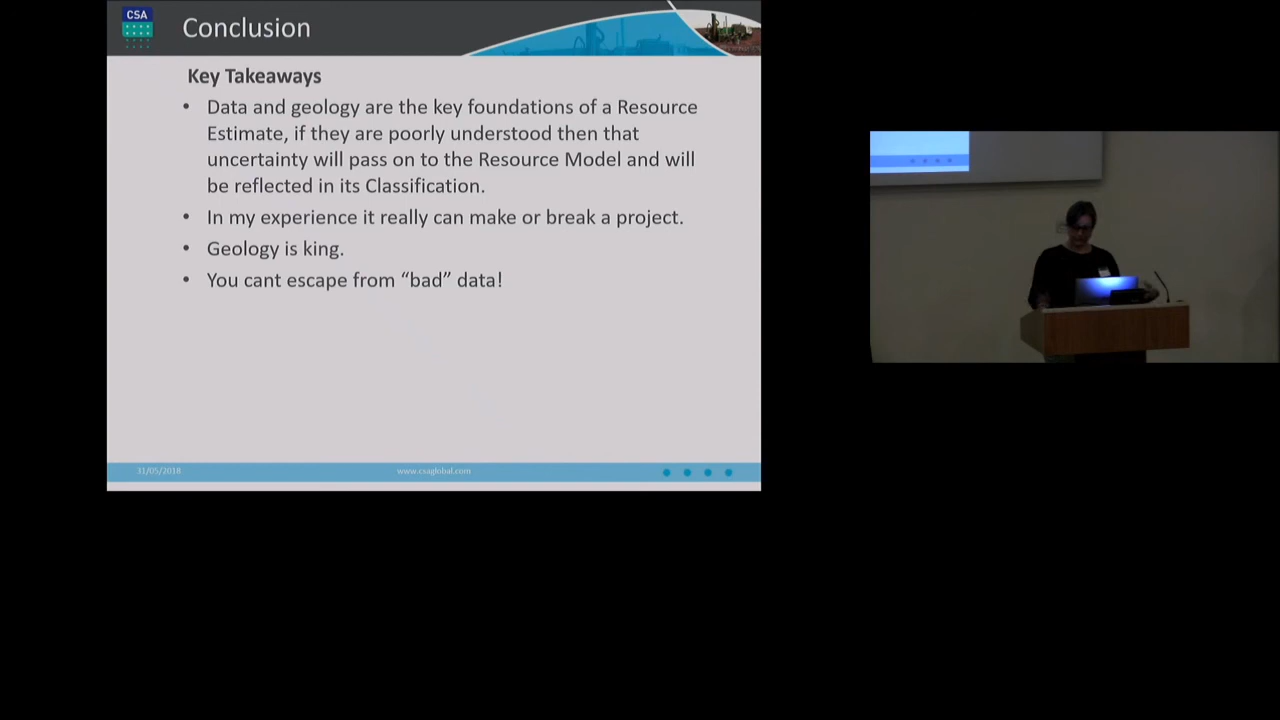 CSA
Conclusion
Key Takeaways
• Data and geology are the key foundations of a Resource
Estimate, if they are poorly understood then that
uncertainty will pass on to the Resource Model and will
be reflected in its Classification.
• In my experience it really can make or break a project.
• Geology is king.
• You cant escape from “bad” data!
31/05/2018
www.csaglobal.com